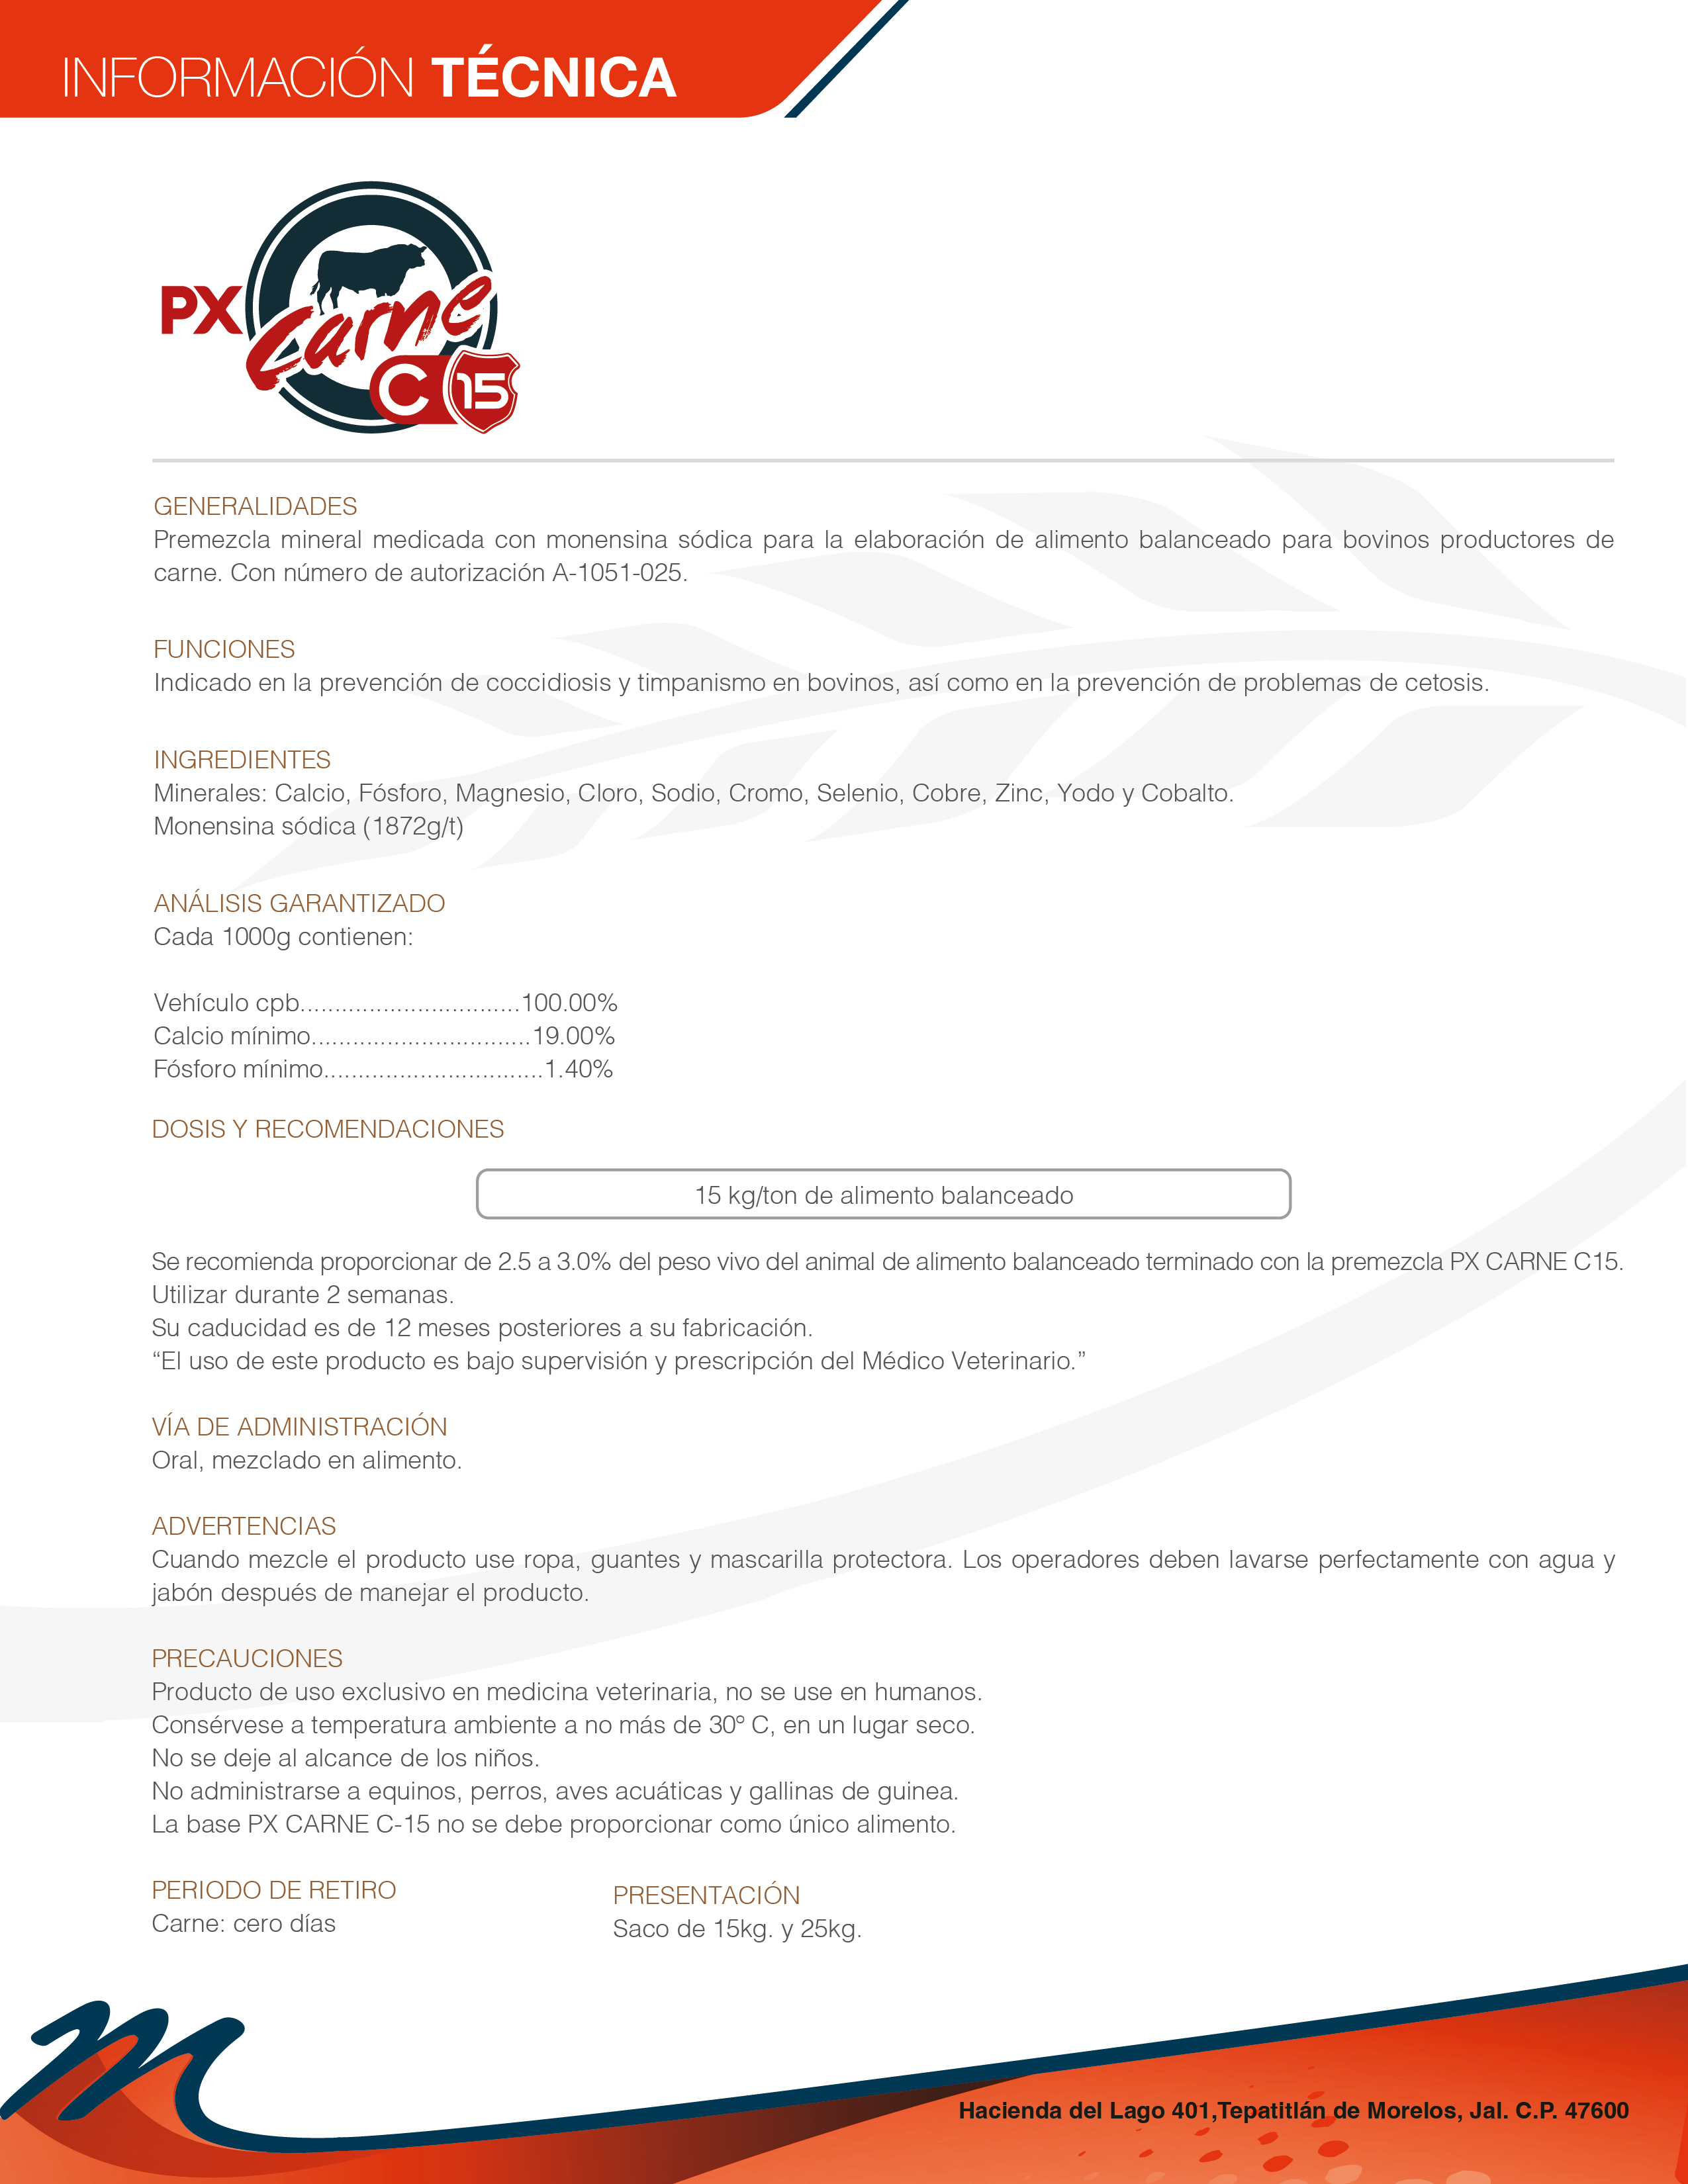 INFORMACIÓN TÉCNICA
PX
Carne
C 15
GENERALIDADES
Premezcla mineral medicada con monensina sódica para la elaboración de alimento balanceado para bovinos productores de
carne. Con número de autorización A-1051-025.
FUNCIONES
Indicado en la prevención de coccidiosis y timpanismo en bovinos, así como en la prevención de problemas de cetosis.
INGREDIENTES
Minerales: Calcio, Fósforo, Magnesio, Cloro, Sodio, Cromo, Selenio, Cobre, Zinc, Yodo y Cobalto.
Monensina sódica (1872g/t)
ANÁLISIS GARANTIZADO
Cada 1000g contienen:
Vehículo cpb................................100.00%
Calcio mínimo................................19.00%
Fósforo mínimo................................1.40%
DOSIS Y RECOMENDACIONES
15 kg/ton de alimento balanceado
Se recomienda proporcionar de 2.5 a 3.0% del peso vivo del animal de alimento balanceado terminado con la premezcla PX CARNE C15.
Utilizar durante 2 semanas.
Su caducidad es de 12 meses posteriores a su fabricación.
“El uso de este producto es bajo supervisión y prescripción del Médico Veterinario.”
VÍA DE ADMINISTRACIÓN
Oral, mezclado en alimento.
ADVERTENCIAS
Cuando mezcle el producto use ropa, guantes y mascarilla protectora. Los operadores deben lavarse perfectamente con agua y
jabón después de manejar el producto.
PRECAUCIONES
Producto de uso exclusivo en medicina veterinaria, no se use en humanos.
Consérvese a temperatura ambiente a no más de 30º C, en un lugar seco.
No se deje al alcance de los niños.
No administrarse a equinos, perros, aves acuáticas y gallinas de guinea.
La base PX CARNE C-15 no se debe proporcionar como único alimento.
PERIODO DE RETIRO
Carne: cero días
PRESENTACIÓN
Saco de 15kg. y 25kg.
Hacienda del Lago 401,Tepatitlán de Morelos, Jal. C.P. 47600